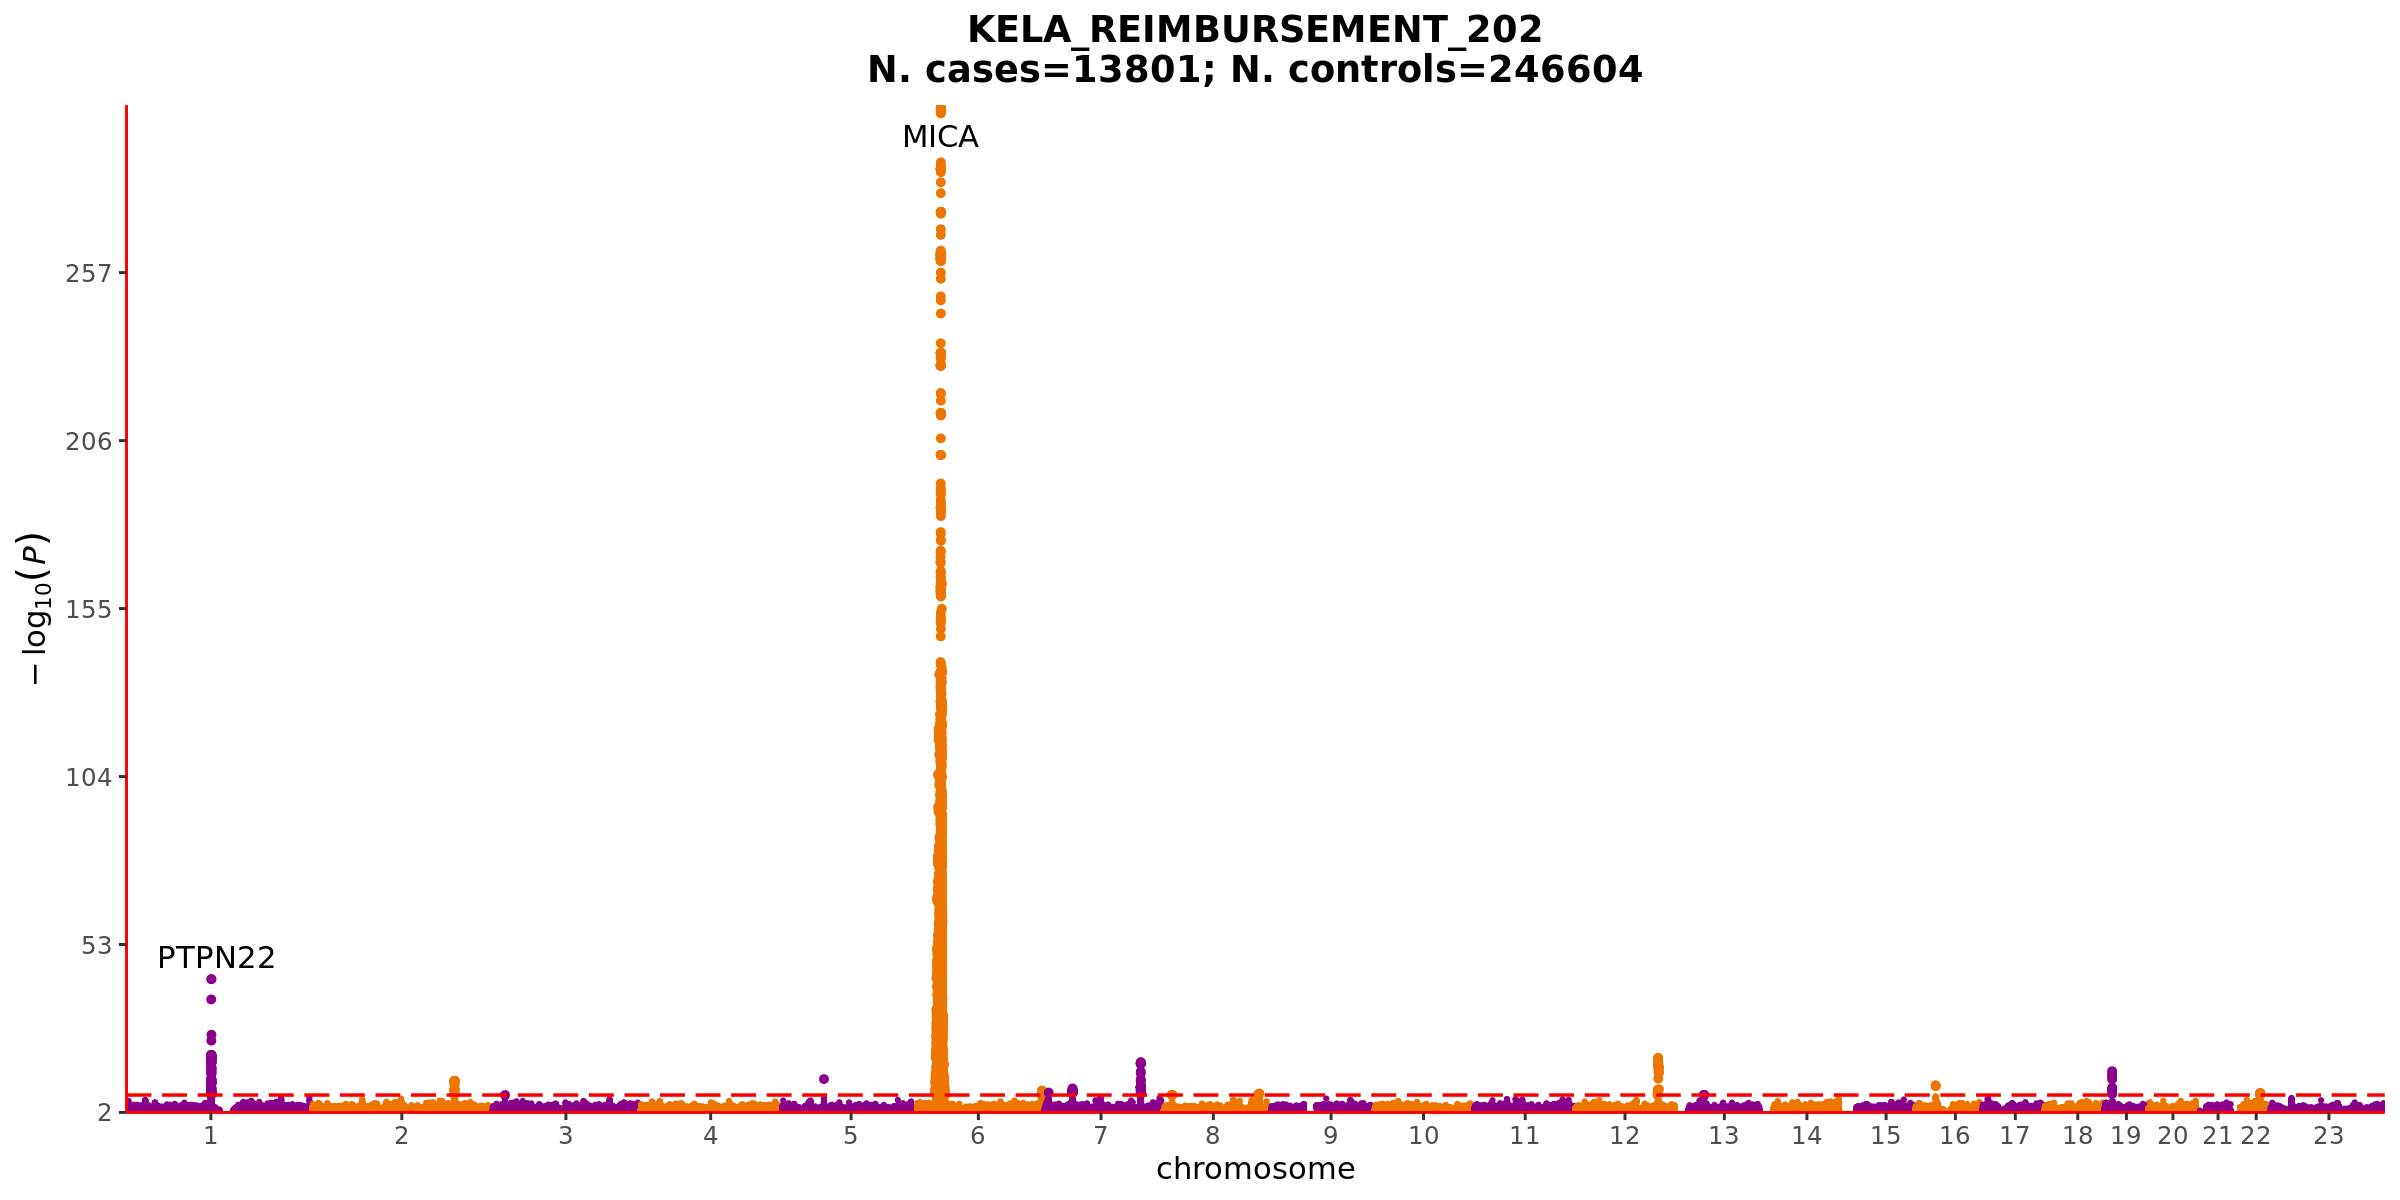 KELA_REIMBURSEMENT_202
N. cases=13801; N. controls=246604
MICA
257
206
155
104
53
2
−log10(P)
PTPN22
1 2 3 4 5 6 7 8 9 10 11 12 13 14 15 16 17 18 19 20 21 22 23
chromosome